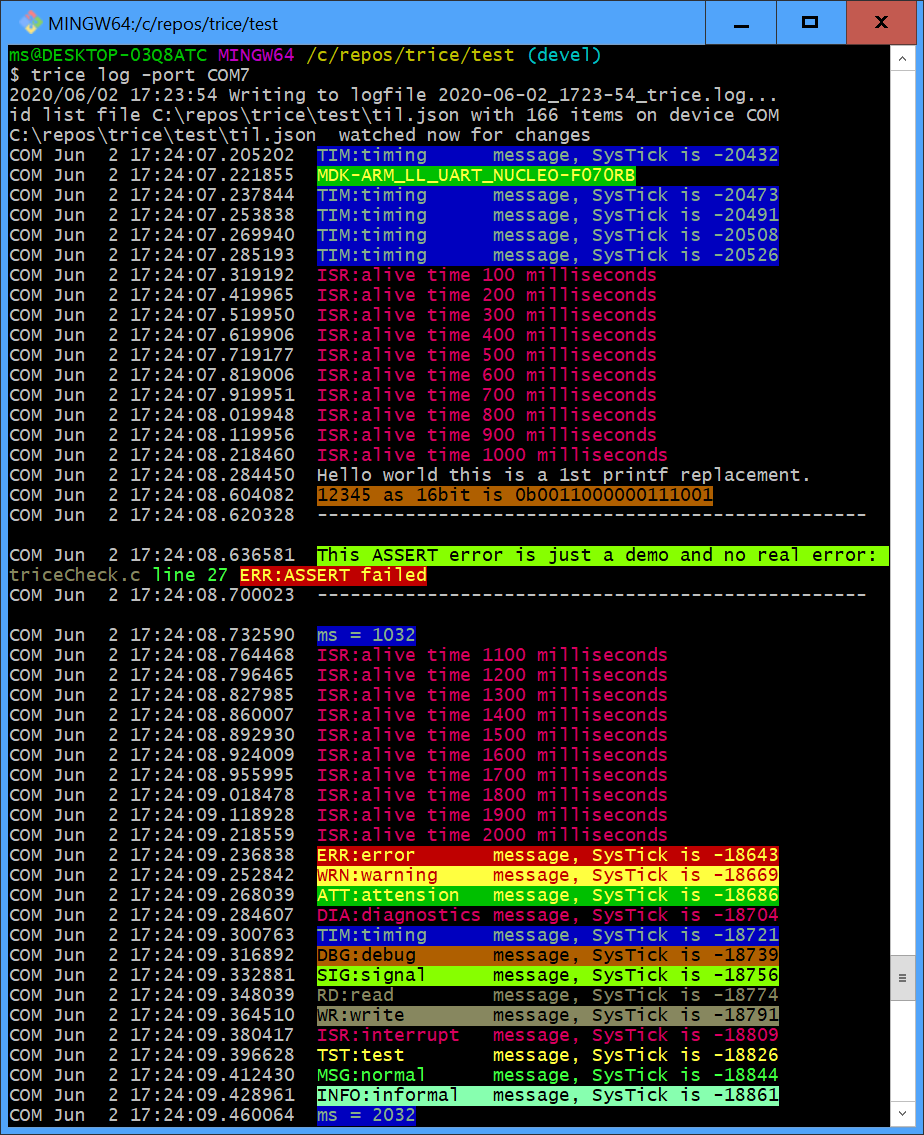 MINGW64:/c/repos/trice/test
ms@DESKTOP-O3Q8ATC MINGW64 /c/repos/trice/test (devel)
$ trice log -port COM7
2020/06/02 17:23:54 Writing to logfile 2020-06-02_1723-54_trice.log...
id list file C:\repos\trice\test\til.json with 166 items on device COM
C:\repos\trice\test\til.json  watched now for changes
COM Jun  2 17:24:07.205202  TIM:timing      message, SysTick is -20432
COM Jun  2 17:24:07.221855  MDK-ARM_LL_UART_NUCLEO-F070RB
COM Jun  2 17:24:07.237844  TIM:timing      message, SysTick is -20473
COM Jun  2 17:24:07.253838  TIM:timing      message, SysTick is -20491
COM Jun  2 17:24:07.269940  TIM:timing      message, SysTick is -20508
COM Jun  2 17:24:07.285193  TIM:timing      message, SysTick is -20526
COM Jun  2 17:24:07.319192  ISR:alive time 100 milliseconds
COM Jun  2 17:24:07.419965  ISR:alive time 200 milliseconds
COM Jun  2 17:24:07.519950  ISR:alive time 300 milliseconds
COM Jun  2 17:24:07.619906  ISR:alive time 400 milliseconds
COM Jun  2 17:24:07.719177  ISR:alive time 500 milliseconds
COM Jun  2 17:24:07.819006  ISR:alive time 600 milliseconds
COM Jun  2 17:24:07.919951  ISR:alive time 700 milliseconds
COM Jun  2 17:24:08.019948  ISR:alive time 800 milliseconds
COM Jun  2 17:24:08.119956  ISR:alive time 900 milliseconds
COM Jun  2 17:24:08.218460  ISR:alive time 1000 milliseconds
COM Jun  2 17:24:08.284450  Hello world this is a 1st printf replacement.
COM Jun  2 17:24:08.604082  12345 as 16bit is 0b0011000000111001
COM Jun  2 17:24:08.620328  --------------------------------------------------
COM Jun  2 17:24:08.636581  This ASSERT error is just a demo and no real error:
triceCheck.c line 27 ERR:ASSERT failed
COM Jun  2 17:24:08.700023  --------------------------------------------------
COM Jun  2 17:24:08.732590  ms = 1032
COM Jun  2 17:24:08.764468  ISR:alive time 1100 milliseconds
COM Jun  2 17:24:08.796465  ISR:alive time 1200 milliseconds
COM Jun  2 17:24:08.827985  ISR:alive time 1300 milliseconds
COM Jun  2 17:24:08.860007  ISR:alive time 1400 milliseconds
COM Jun  2 17:24:08.892930  ISR:alive time 1500 milliseconds
COM Jun  2 17:24:08.924009  ISR:alive time 1600 milliseconds
COM Jun  2 17:24:08.955995  ISR:alive time 1700 milliseconds
COM Jun  2 17:24:09.018478  ISR:alive time 1800 milliseconds
COM Jun  2 17:24:09.118928  ISR:alive time 1900 milliseconds
COM Jun  2 17:24:09.218559  ISR:alive time 2000 milliseconds
COM Jun  2 17:24:09.236838  ERR:error       message, SysTick is -18643
COM Jun  2 17:24:09.252842  WRN:warning     message, SysTick is -18669
COM Jun  2 17:24:09.268039  ATT:attension   message, SysTick is -18686
COM Jun  2 17:24:09.284607  DIA:diagnostics message, SysTick is -18704
COM Jun  2 17:24:09.300763  TIM:timing      message, SysTick is -18721
COM Jun  2 17:24:09.316892  DBG:debug       message, SysTick is -18739
COM Jun  2 17:24:09.332881  SIG:signal      message, SysTick is -18756
COM Jun  2 17:24:09.348039  RD:read         message, SysTick is -18774
COM Jun  2 17:24:09.364510  WR:write        message, SysTick is -18791
COM Jun  2 17:24:09.380417  ISR:interrupt   message, SysTick is -18809
COM Jun  2 17:24:09.396628  TST:test        message, SysTick is -18826
COM Jun  2 17:24:09.412430  MSG:normal      message, SysTick is -18844
COM Jun  2 17:24:09.428961  INFO:informal   message, SysTick is -18861
COM Jun  2 17:24:09.460064  ms = 2032